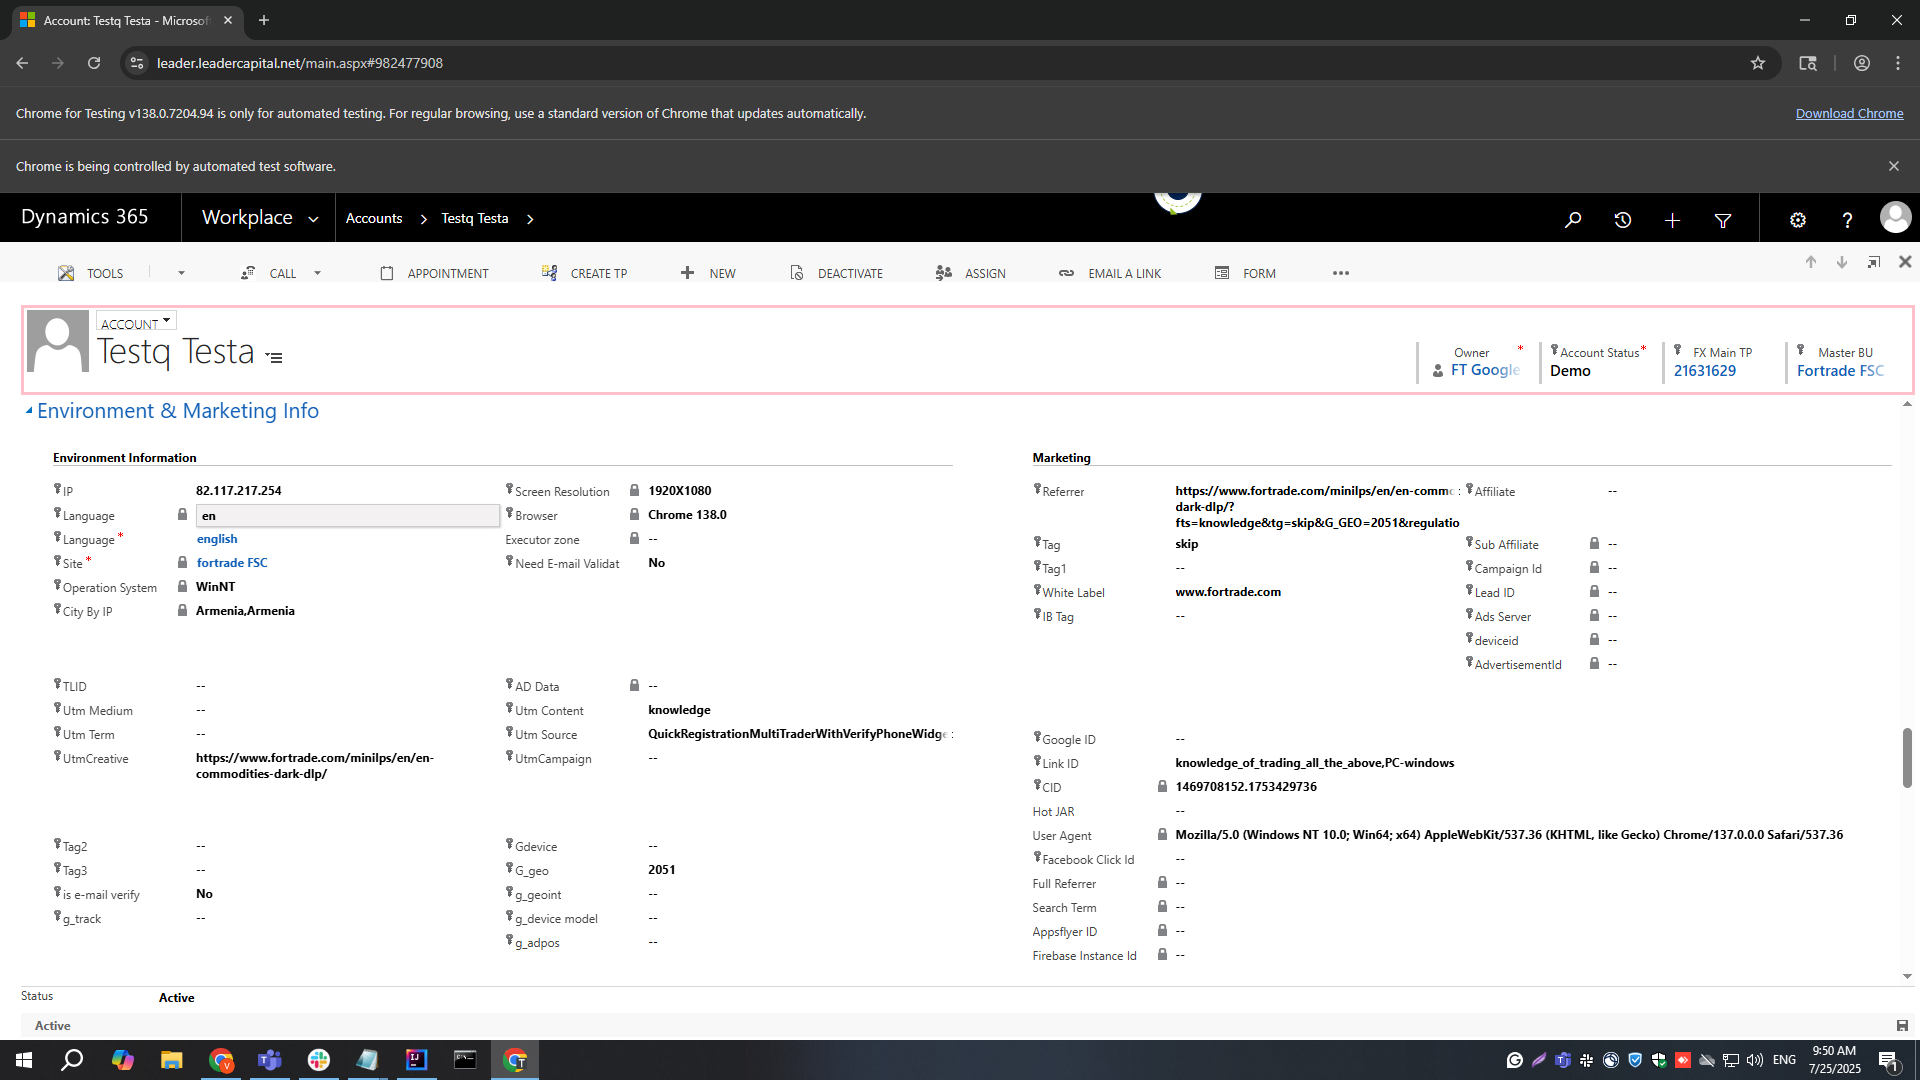 Account: Testq Testa - Microsof
leader.leadercapital.net/main.aspx#982477908
Chrome for Testing v138.0.7204.94 is only for automated testing. For regular browsing, use a standard version of Chrome that updates automatically.
Download Chrome
Chrome is being controlled by automated test software.
Dynamics 365
Workplace
Accounts
Testq Testa
TOOLS
CALL
APPOINTMENT
CREATE TP
NEW
DEACTIVATE
ASSIGN
EMAIL A LINK
FORM
ACCOUNT
Testq Testa
Owner *
FT Google
Account Status *
Demo
FX Main TP
21631629
Master BU
Fortrade FSC
Environment & Marketing Info
Environment Information
IP 82.117.217.254
Language en
Language * english
Site * fortrade FSC
Operation System WinNT
City By IP Armenia,Armenia
Screen Resolution 1920X1080
Browser Chrome 138.0
Executor zone --
Need E-mail Validat No
TLID --
Utm Medium --
Utm Term --
UtmCreative https://www.fortrade.com/minilps/en/en-
commodities-dark-dlp/
AD Data --
Utm Content knowledge
Utm Source QuickRegistrationMultiTraderWithVerifyPhoneWidge
UtmCampaign --
Tag2 --
Tag3 --
is e-mail verify No
g_track --
Gdevice --
G_geo 2051
g_geoint --
g_device model --
g_adpos --
Marketing
Referrer https://www.fortrade.com/minilps/en/en-commo
dark-dlp/?
fts=knowledge&tg=skip&G_GEO=2051&regulatio
Tag skip
Tag1 --
White Label www.fortrade.com
IB Tag --
Affiliate --
Sub Affiliate --
Campaign Id --
Lead ID --
Ads Server --
deviceid --
AdvertisementId --
Google ID --
Link ID knowledge_of_trading_all_the_above,PC-windows
CID 1469708152.1753429736
Hot JAR --
User Agent Mozilla/5.0 (Windows NT 10.0; Win64; x64) AppleWebKit/537.36 (KHTML, like Gecko) Chrome/137.0.0.0 Safari/537.36
Facebook Click Id --
Full Referrer --
Search Term --
Appsflyer ID --
Firebase Instance Id --
Status Active
Active
ENG
9:50 AM
7/25/2025
1